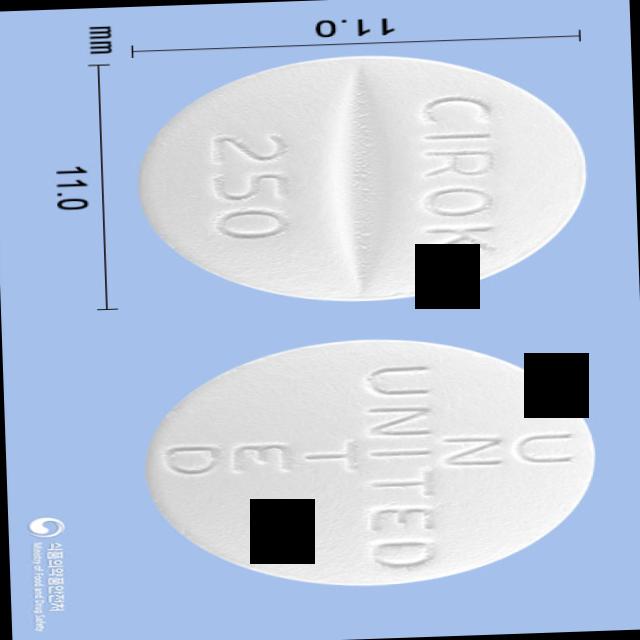 mm
11.0
11.0
CIROK
250
UNITED
UNITED
식품의약품안전처
Ministry of Food and Drug Safety